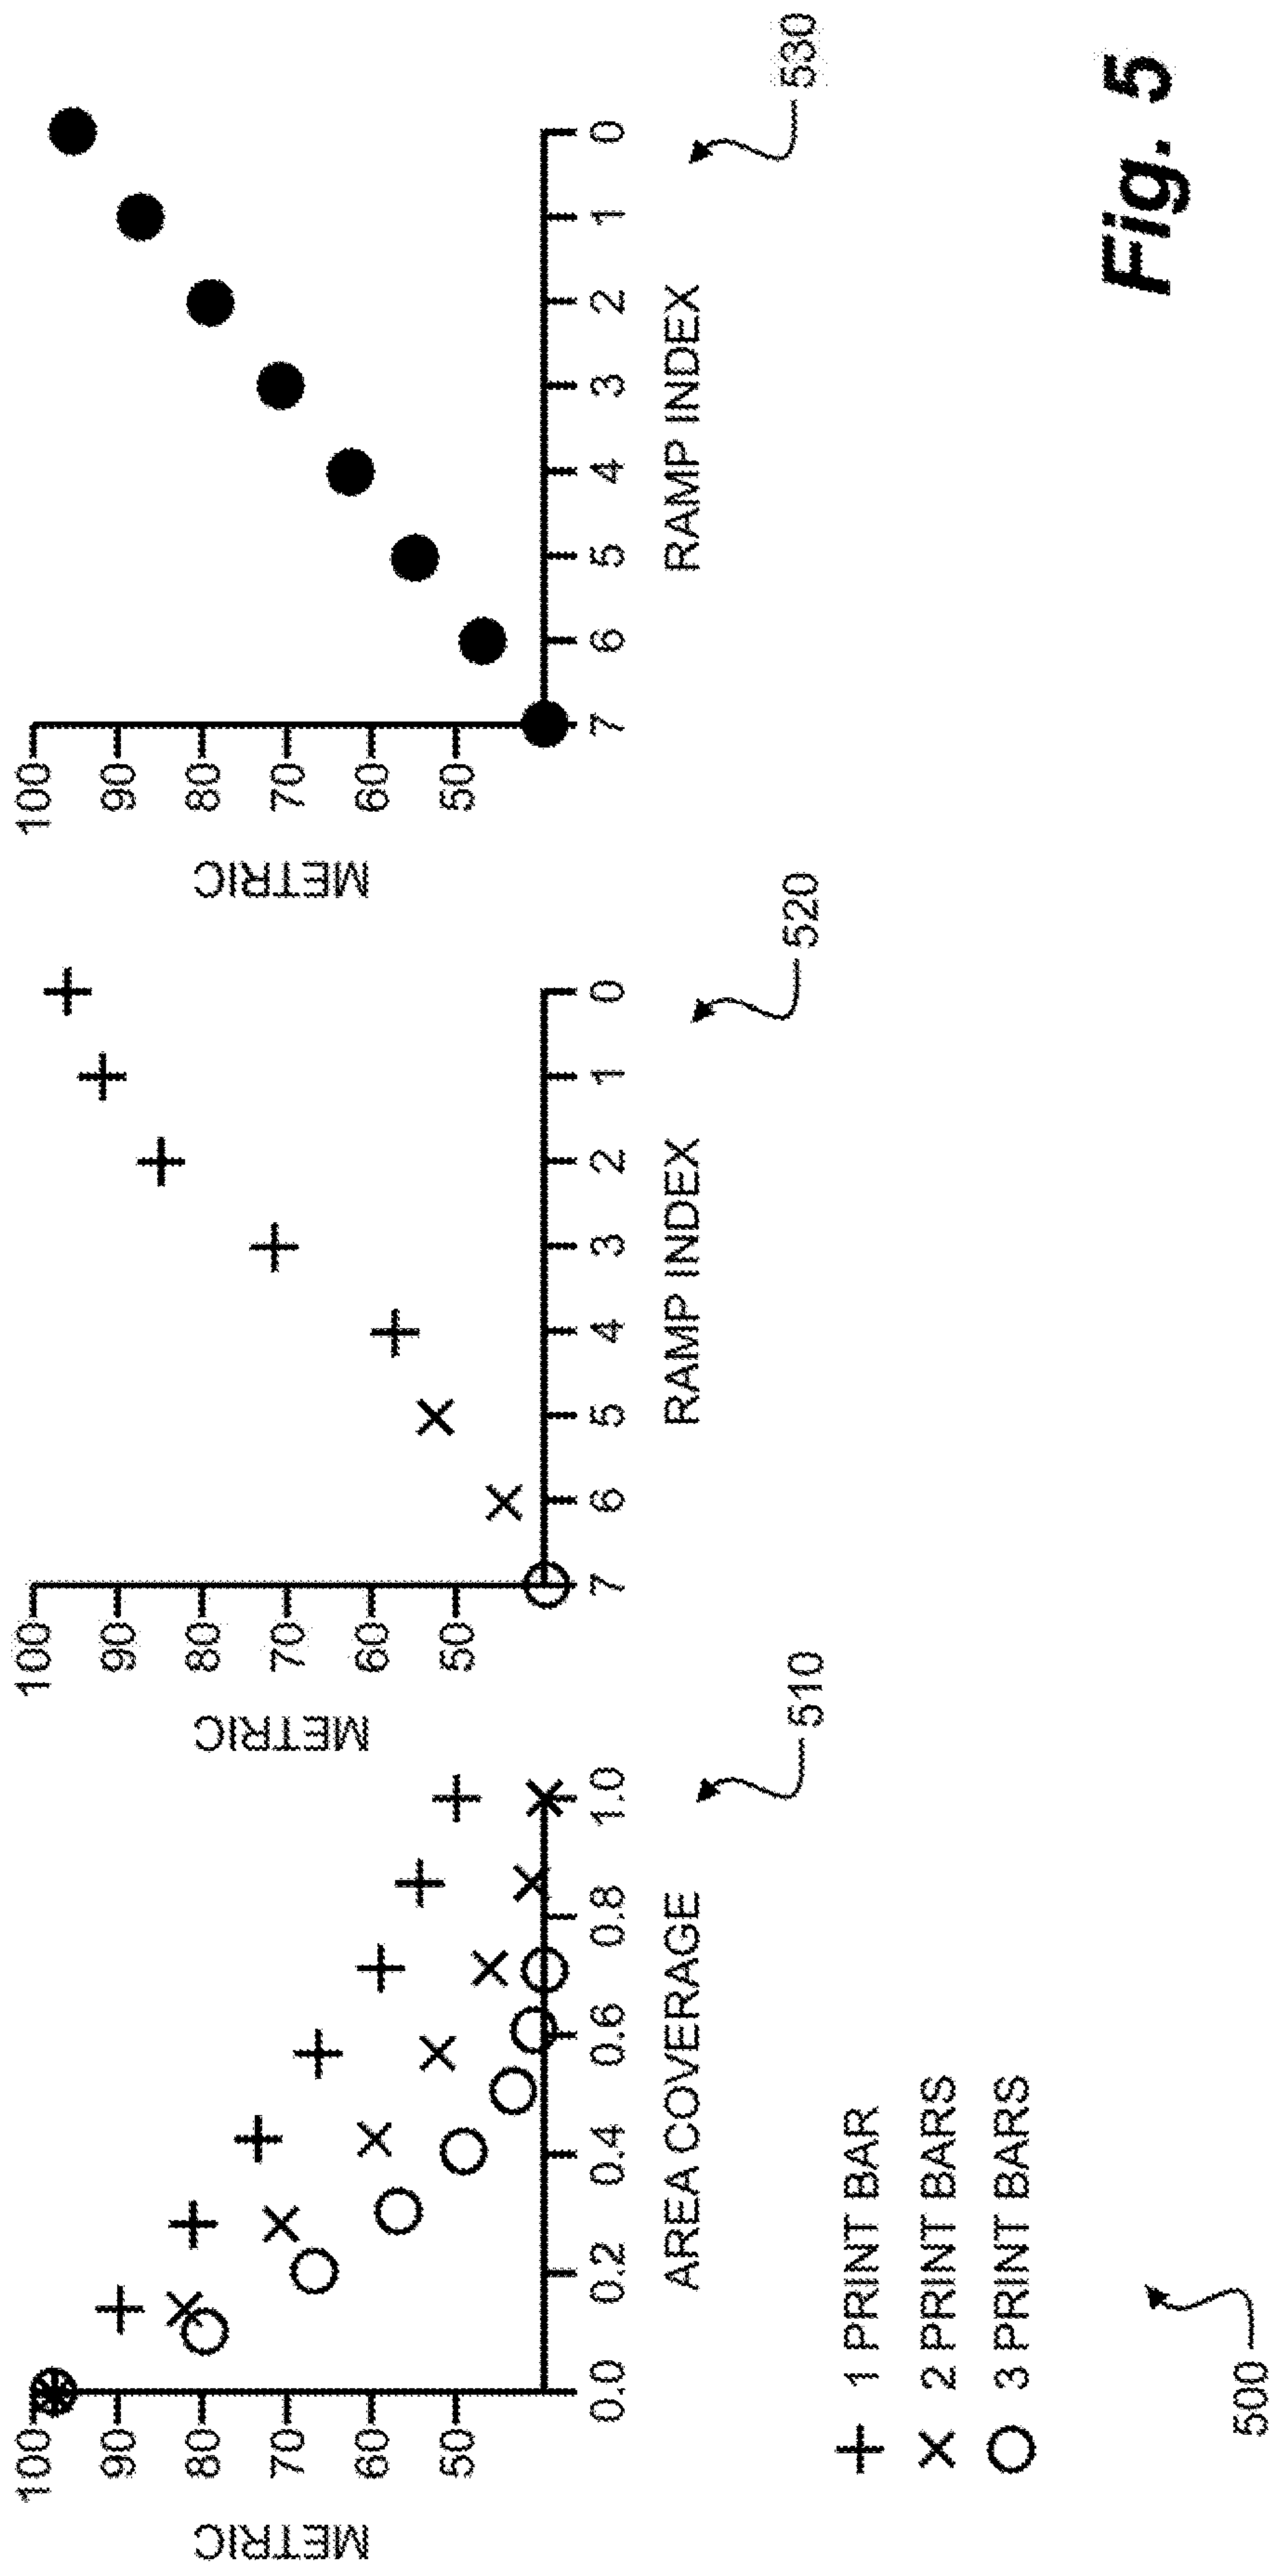 METRIC
100
90
80
70
60
50
0.0 0.2 0.4 0.6 0.8 1.0
AREA COVERAGE
510
METRIC
100
90
80
70
60
50
7 6 5 4 3 2 1 0
RAMP INDEX
520
METRIC
100
90
80
70
60
50
7 6 5 4 3 2 1 0
RAMP INDEX
530
+ 1 PRINT BAR
× 2 PRINT BARS
○ 3 PRINT BARS
500
Fig. 5